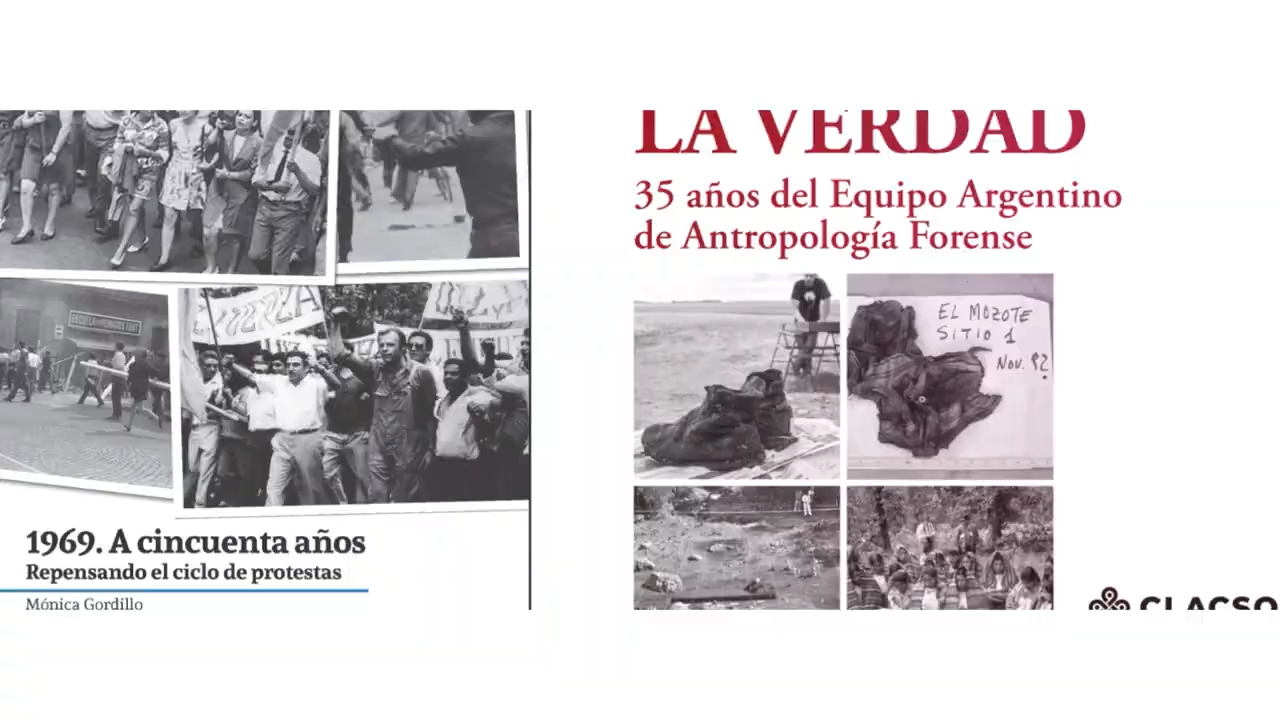 1969. A cincuenta años
Repensando el ciclo de protestas
Mónica Gordillo
LA VERDAD
35 años del Equipo Argentino
de Antropología Forense
EL MOZOTE
SITIO 1
NOV. 92
CLACSO